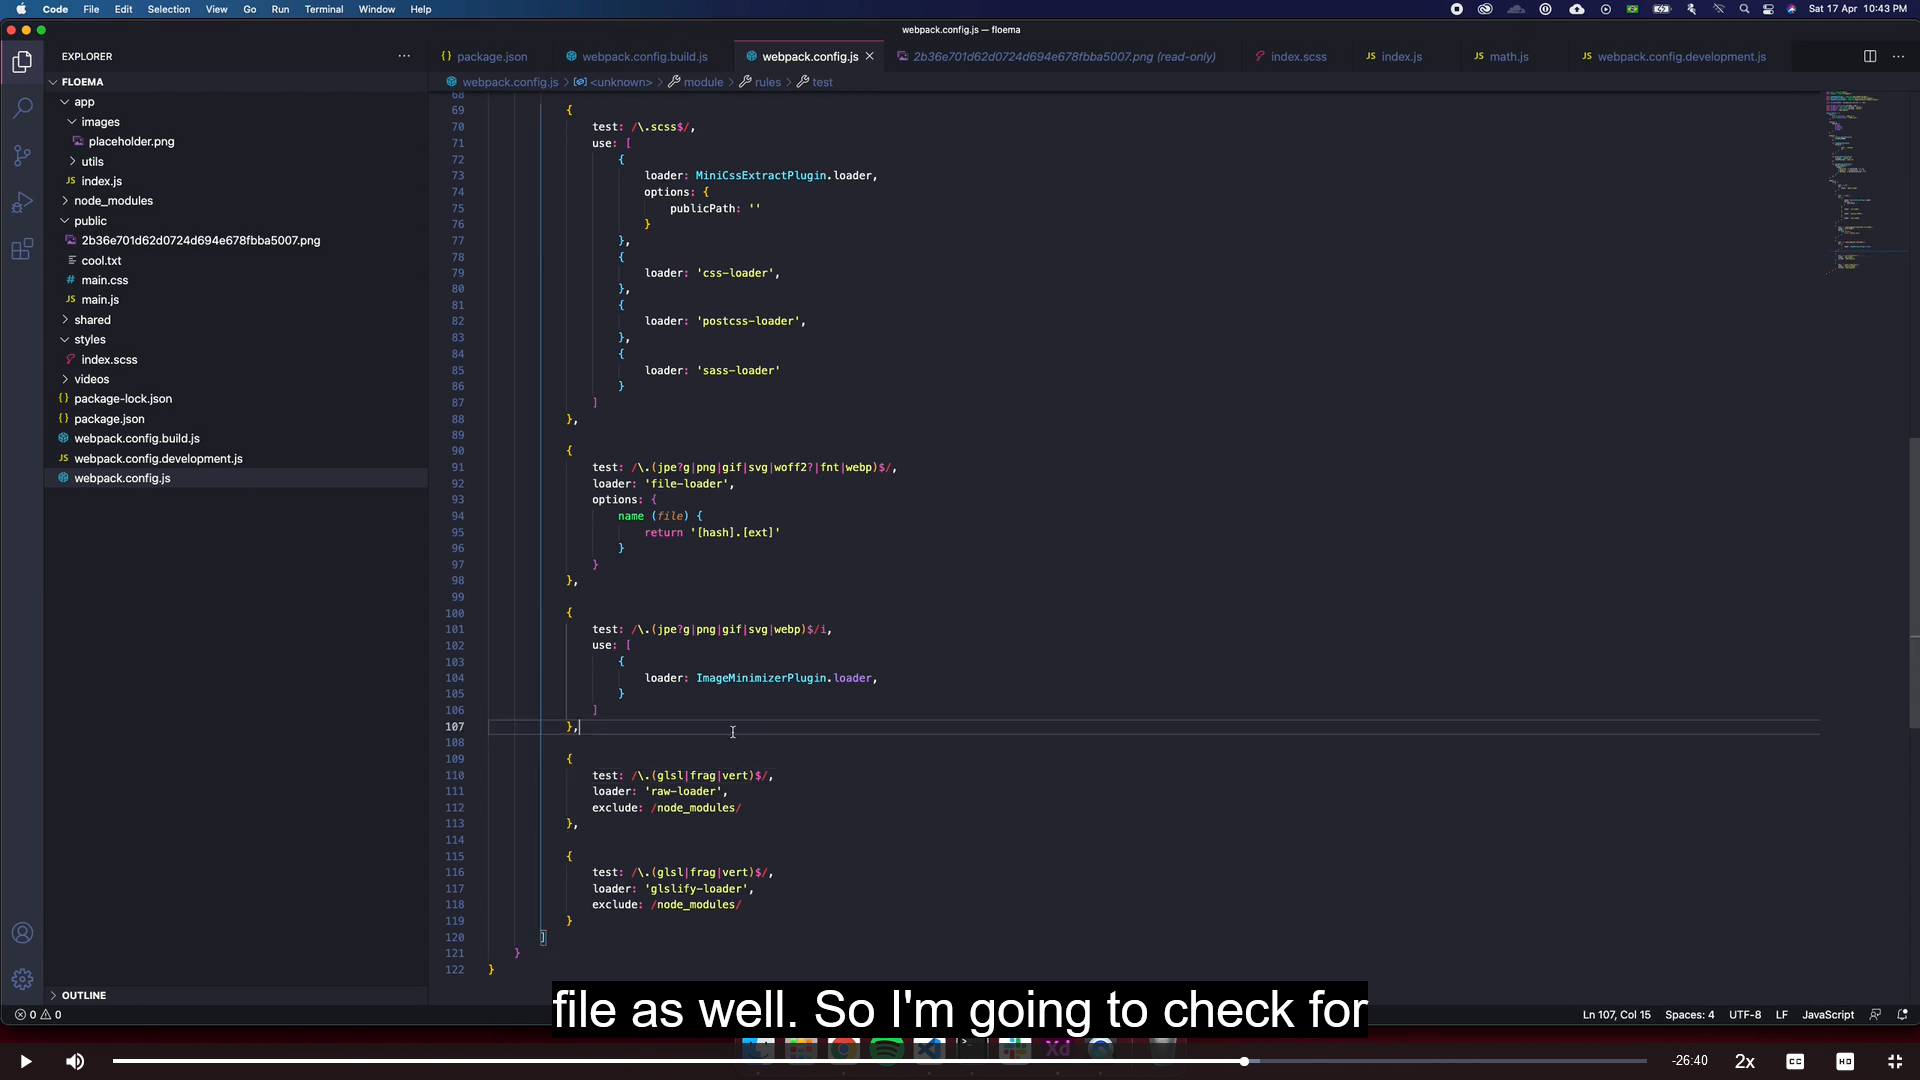 Code File Edit Selection View Go Run Terminal Window Help
Sat 17 Apr 10:43 PM
webpack.config.js — floema
EXPLORER
package.json
webpack.config.build.js
webpack.config.js
2b36e701d62d0724d694e678fbba5007.png (read-only)
index.scss
index.js
math.js
webpack.config.development.js
webpack.config.js > <unknown> > module > rules > test
FLOEMA
app
images
placeholder.png
utils
index.js
node_modules
public
2b36e701d62d0724d694e678fbba5007.png
cool.txt
main.css
main.js
shared
styles
index.scss
videos
package-lock.json
package.json
webpack.config.build.js
webpack.config.development.js
webpack.config.js
OUTLINE
68
69 {
70 test: /\.scss$/,
71 use: [
72 {
73 loader: MiniCssExtractPlugin.loader,
74 options: {
75 publicPath: ''
76 }
77 },
78 {
79 loader: 'css-loader',
80 },
81 {
82 loader: 'postcss-loader',
83 },
84 {
85 loader: 'sass-loader'
86 }
87 ]
88 },
89
90 {
91 test: /\.(jpe?g|png|gif|svg|woff2?|fnt|webp)$/,
92 loader: 'file-loader',
93 options: {
94 name (file) {
95 return '[hash].[ext]'
96 }
97 }
98 },
99
100 {
101 test: /\.(jpe?g|png|gif|svg|webp)$/i,
102 use: [
103 {
104 loader: ImageMinimizerPlugin.loader,
105 }
106 ]
107 },
108
109 {
110 test: /\.(glsl|frag|vert)$/,
111 loader: 'raw-loader',
112 exclude: /node_modules/
113 },
114
115 {
116 test: /\.(glsl|frag|vert)$/,
117 loader: 'glslify-loader',
118 exclude: /node_modules/
119 }
120 ]
121 }
122 }
file as well. So I'm going to check for
0 0
Ln 107, Col 15 Spaces: 4 UTF-8 LF JavaScript
Xd
-26:40 2x CC HD